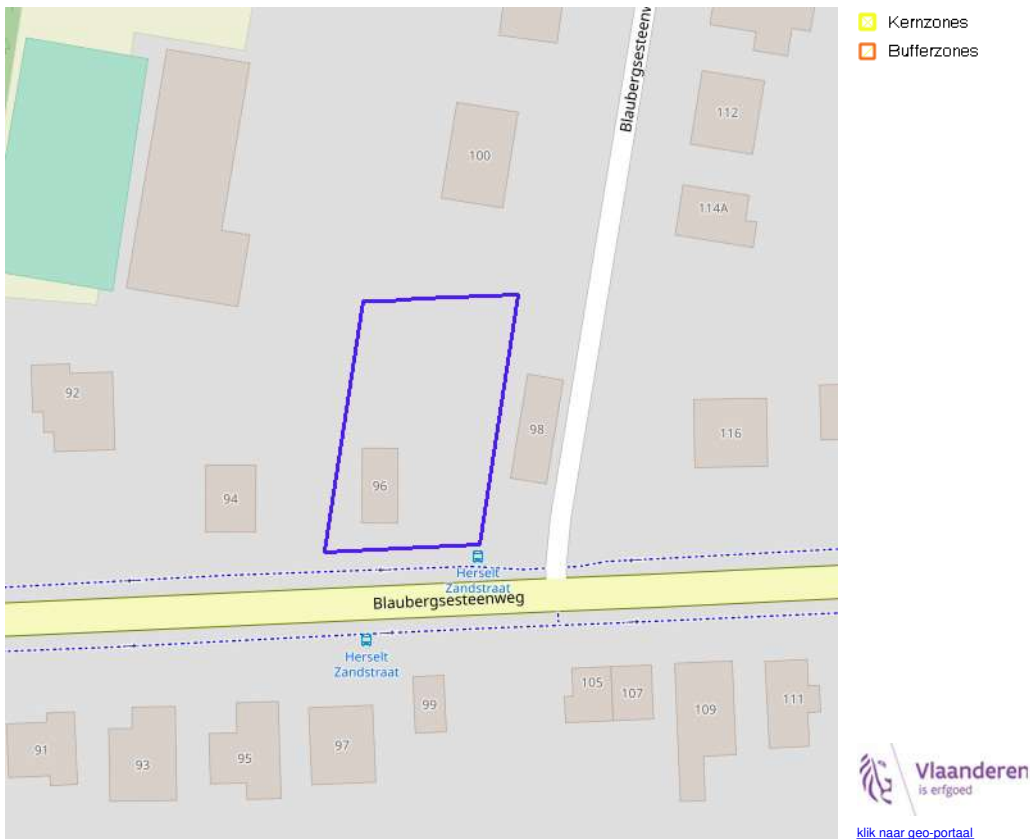 Kernzones
Bufferzones
Blaubergsesteenw
112
100
114A
92
98
116
96
94
Herselt
Zandstraat
Blaubergsesteenweg
Herselt
Zandstraat
105
107
99
109
111
91
93
95
97
Vlaanderen
is erfgoed
klik naar geo-portaal